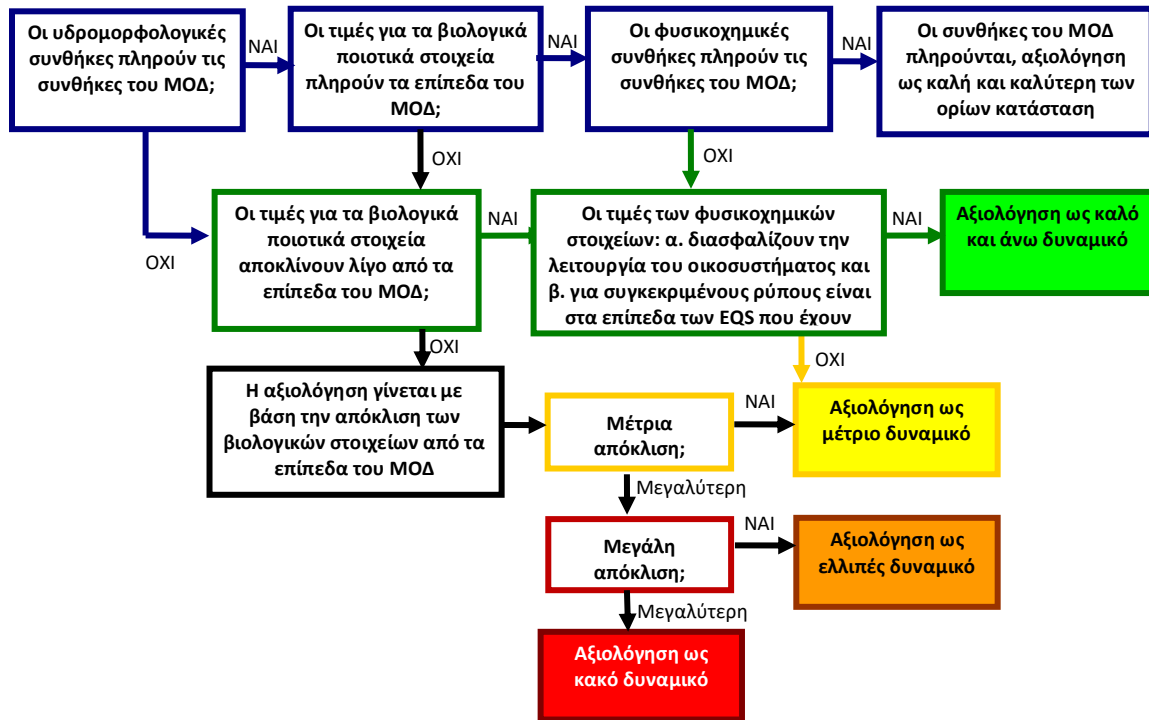 Οι υδρομορφολογικές
συνθήκες πληρούν τις
συνθήκες του ΜΟΔ;
ΝΑΙ
Οι τιμές για τα βιολογικά
ποιοτικά στοιχεία
πληρούν τα επίπεδα του
ΜΟΔ;
ΝΑΙ
Οι φυσικοχημικές
συνθήκες πληρούν τις
συνθήκες του ΜΟΔ;
ΝΑΙ
Οι συνθήκες του ΜΟΔ
πληρούνται, αξιολόγηση
ως καλή και καλύτερη των
ορίων κατάσταση
ΟΧΙ
ΟΧΙ
ΟΧΙ
Οι τιμές για τα βιολογικά
ποιοτικά στοιχεία
αποκλίνουν λίγο από τα
επίπεδα του ΜΟΔ;
ΝΑΙ
Οι τιμές των φυσικοχημικών
στοιχείων: α. διασφαλίζουν την
λειτουργία του οικοσυστήματος και
β. για συγκεκριμένους ρύπους είναι
στα επίπεδα των EQS που έχουν
ΝΑΙ
Αξιολόγηση ως καλό
και άνω δυναμικό
ΟΧΙ
ΟΧΙ
Η αξιολόγηση γίνεται με
βάση την απόκλιση των
βιολογικών στοιχείων από τα
επίπεδα του ΜΟΔ
Μέτρια
απόκλιση;
ΝΑΙ
Αξιολόγηση ως
μέτριο δυναμικό
Μεγαλύτερη
Μεγάλη
απόκλιση;
ΝΑΙ
Αξιολόγηση ως
ελλιπές δυναμικό
Μεγαλύτερη
Αξιολόγηση ως
κακό δυναμικό